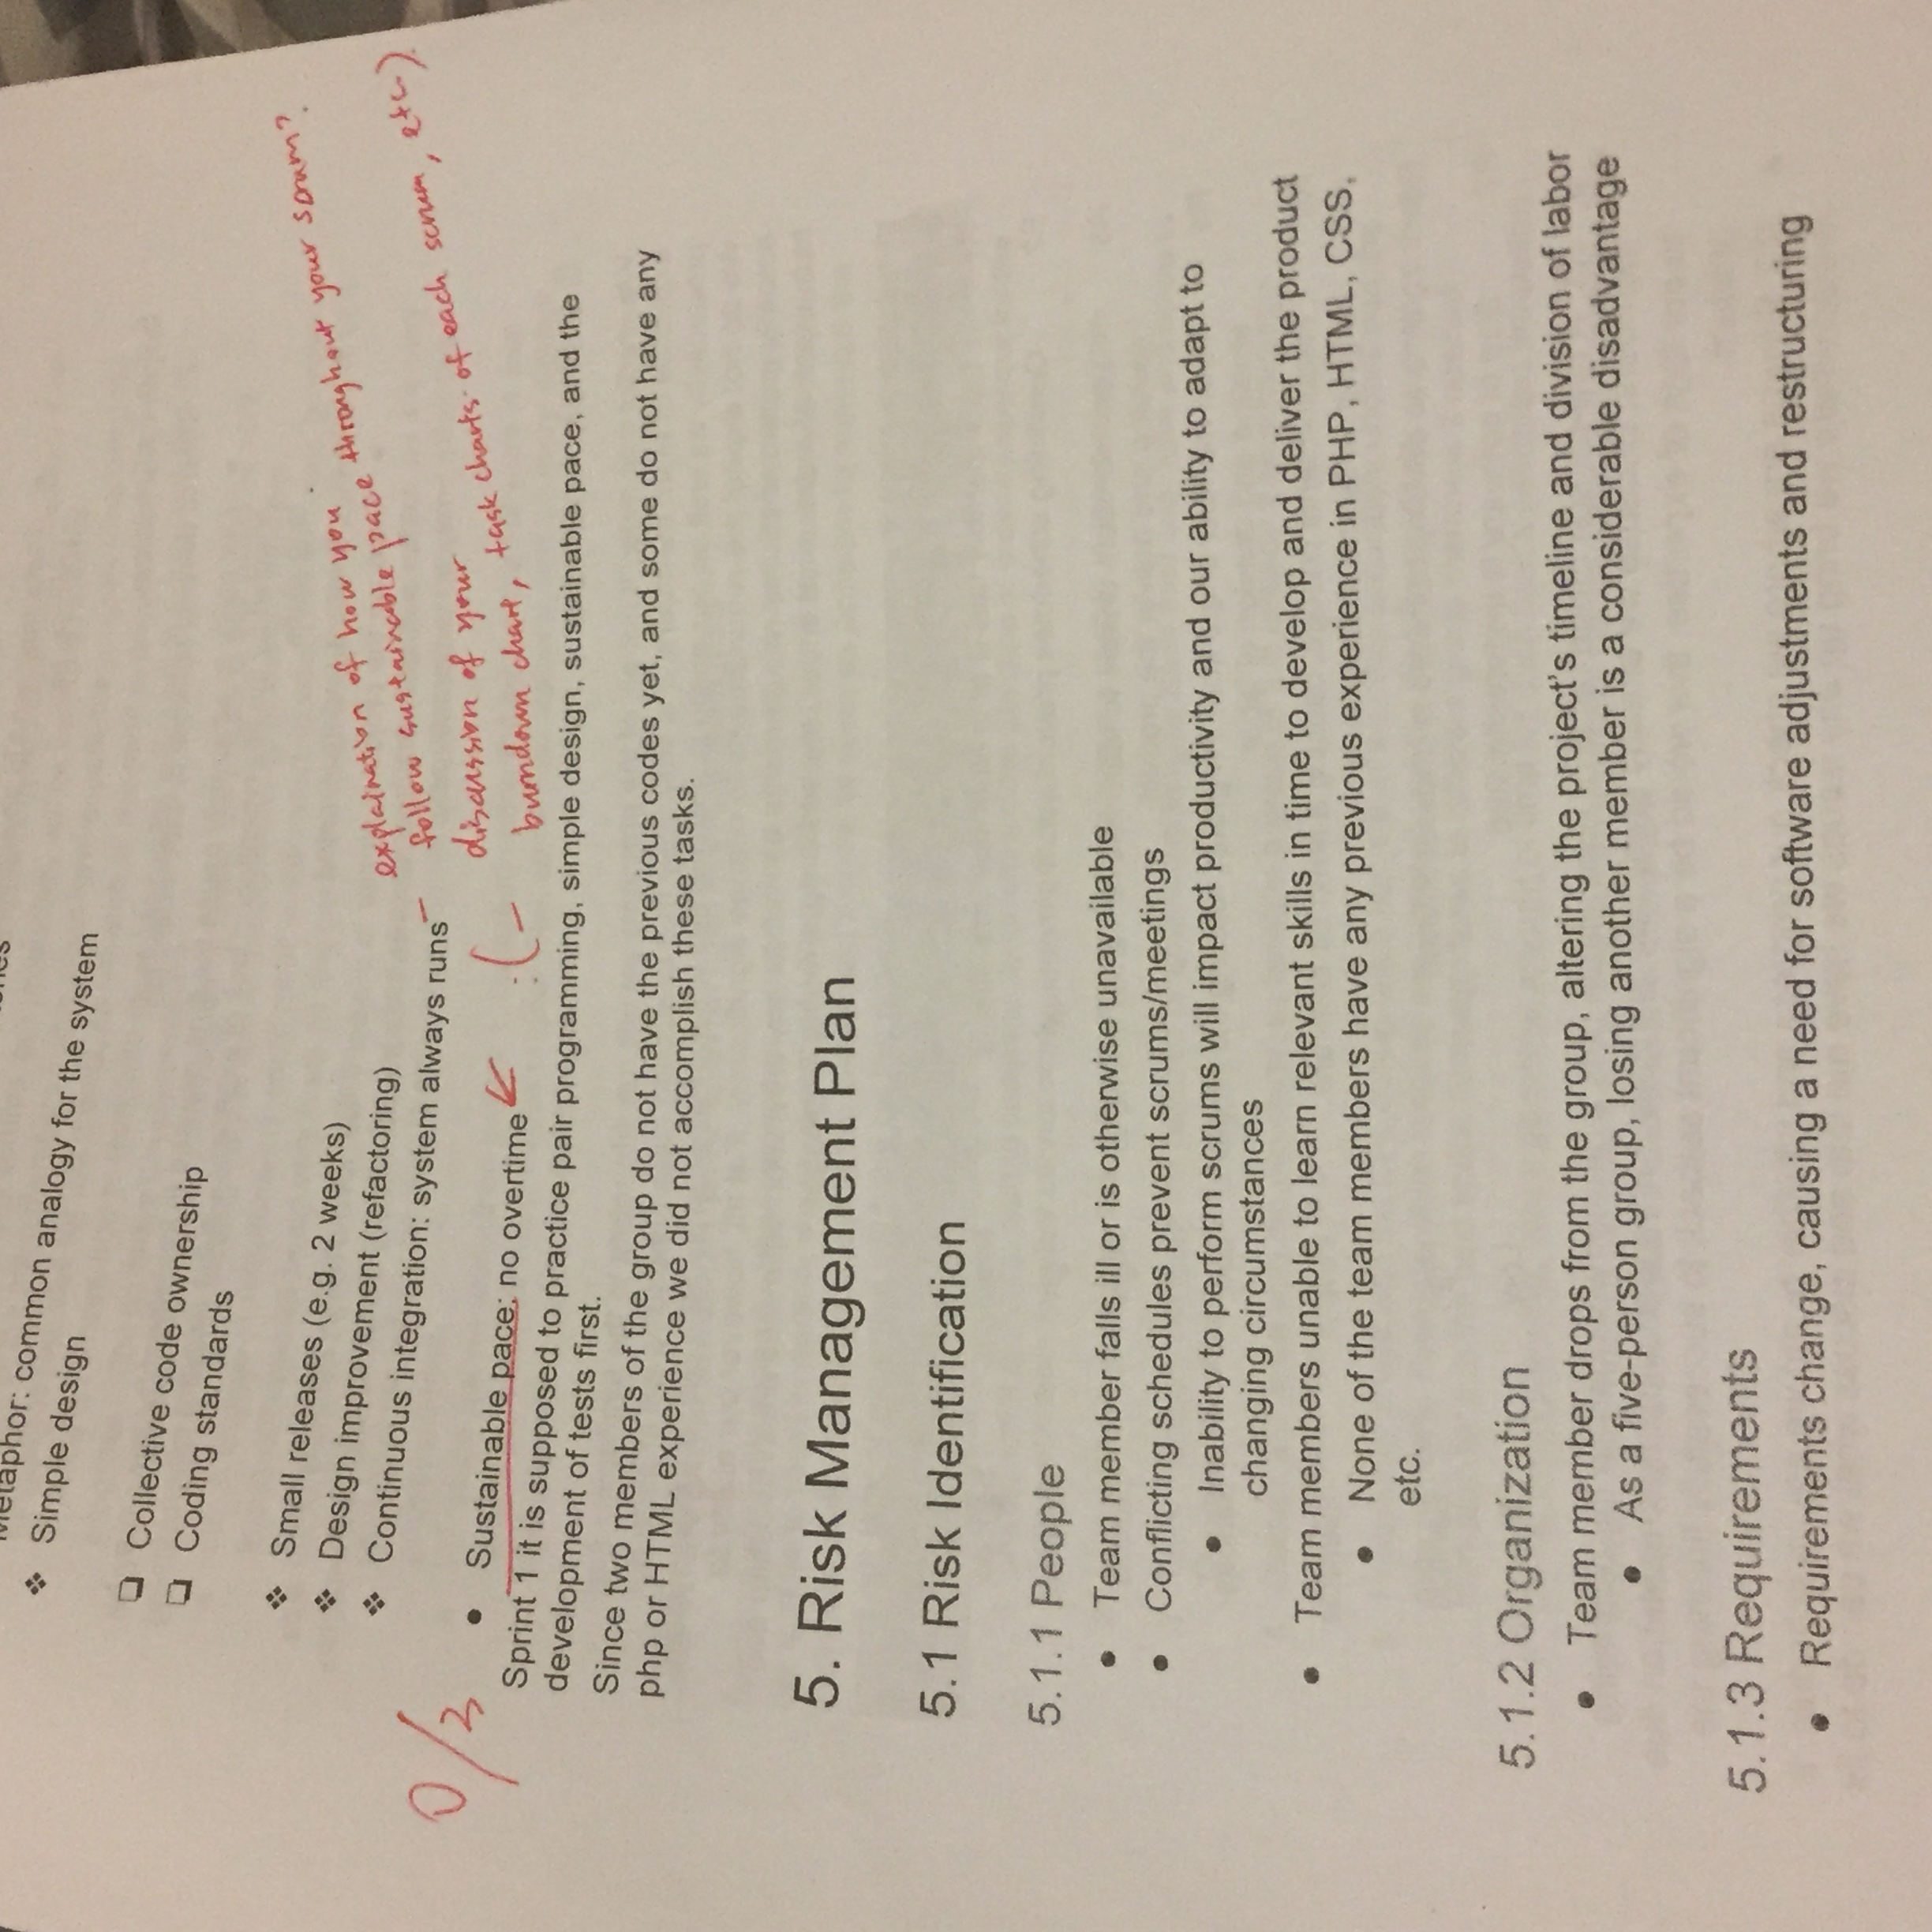 Metaphor: common analogy for the system
❖ Simple design
❏ Collective code ownership
❏ Coding standards
❖ Small releases (e.g. 2 weeks)
❖ Design improvement (refactoring)
❖ Continuous integration: system always runs
● Sustainable pace: no overtime
0/3
- explaination of how you
follow sustainable pace throughout your scrum?
:( - discussion of your
burndown chart, task charts of each scrum, etc)
Sprint 1 it is supposed to practice pair programming, simple design, sustainable pace, and the
development of tests first.
Since two members of the group do not have the previous codes yet, and some do not have any
php or HTML experience we did not accomplish these tasks.
5. Risk Management Plan
5.1 Risk Identification
5.1.1 People
● Team member falls ill or is otherwise unavailable
● Conflicting schedules prevent scrums/meetings
● Inability to perform scrums will impact productivity and our ability to adapt to
changing circumstances
● Team members unable to learn relevant skills in time to develop and deliver the product
● None of the team members have any previous experience in PHP, HTML, CSS,
etc.
5.1.2 Organization
● Team member drops from the group, altering the project's timeline and division of labor
● As a five-person group, losing another member is a considerable disadvantage
5.1.3 Requirements
● Requirements change, causing a need for software adjustments and restructuring